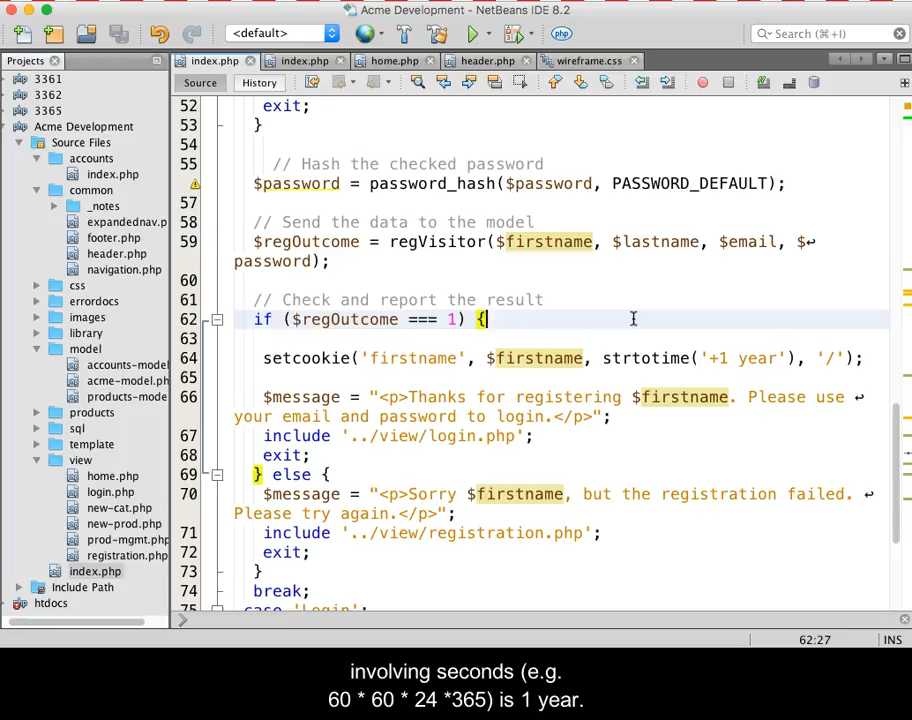 Acme Development - NetBeans IDE 8.2
<default>
php
Search (⌘+I)
Projects
index.php
index.php
home.php
header.php
wireframe.css
Source
History
3361
3362
3365
Acme Development
Source Files
accounts
index.php
common
_notes
expandednav.p
footer.php
header.php
navigation.php
css
errordocs
images
library
model
accounts-model
acme-model.ph
products-mode
products
sql
template
view
home.php
login.php
new-cat.php
new-prod.php
prod-mgmt.php
registration.php
index.php
Include Path
htdocs
52 exit;
53 }
54
55 // Hash the checked password
$password = password_hash($password, PASSWORD_DEFAULT);
57
58 // Send the data to the model
59 $regOutcome = regVisitor($firstname, $lastname, $email, $↩
password);
60
61 // Check and report the result
62 if ($regOutcome === 1) {
63
64 setcookie('firstname', $firstname, strtotime('+1 year'), '/');
65
66 $message = "<p>Thanks for registering $firstname. Please use ↩
your email and password to login.</p>";
67 include '../view/login.php';
68 exit;
69 } else {
70 $message = "<p>Sorry $firstname, but the registration failed. ↩
Please try again.</p>";
71 include '../view/registration.php';
72 exit;
73 }
74 break;
75 case 'Login':
62:27
INS
involving seconds (e.g.
60 * 60 * 24 *365) is 1 year.